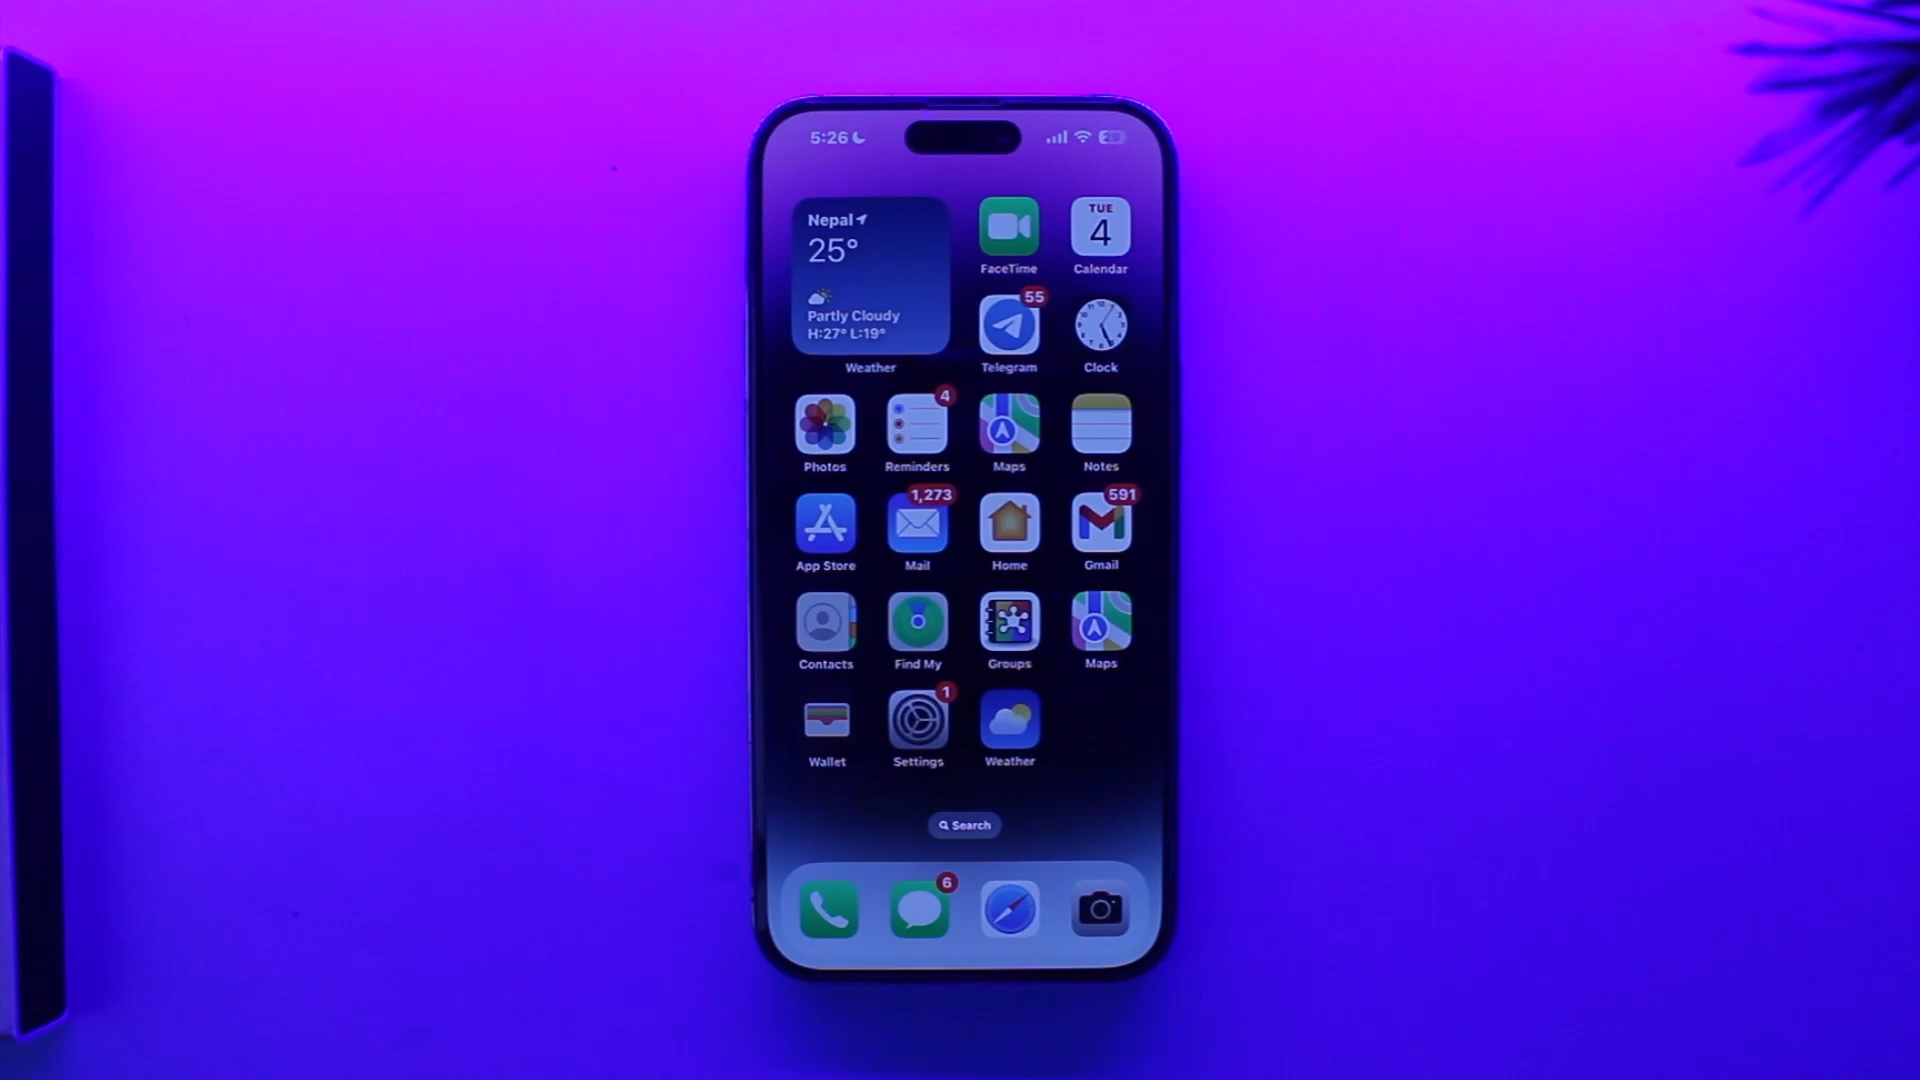 5:26
Nepal
25°
Partly Cloudy
H:27° L:19°
Weather
FaceTime
TUE
4
Calendar
55
Telegram
Clock
Photos
4
Reminders
Maps
Notes
App Store
1,273
Mail
Home
591
Gmail
Contacts
Find My
Groups
Maps
Wallet
1
Settings
Weather
Search
6